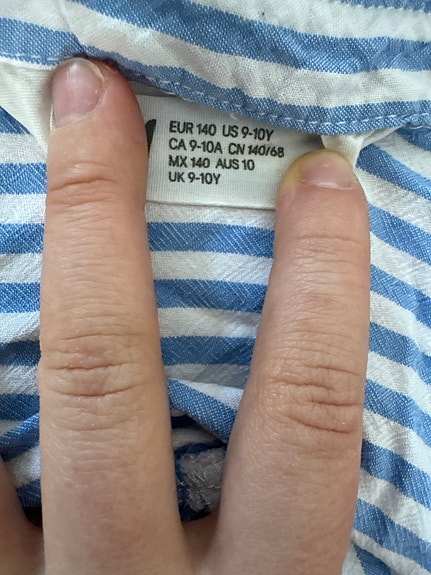 EUR 140 US 9-10Y
CA 9-10A CN 140/68
MX 140 AUS 10
UK 9-10Y